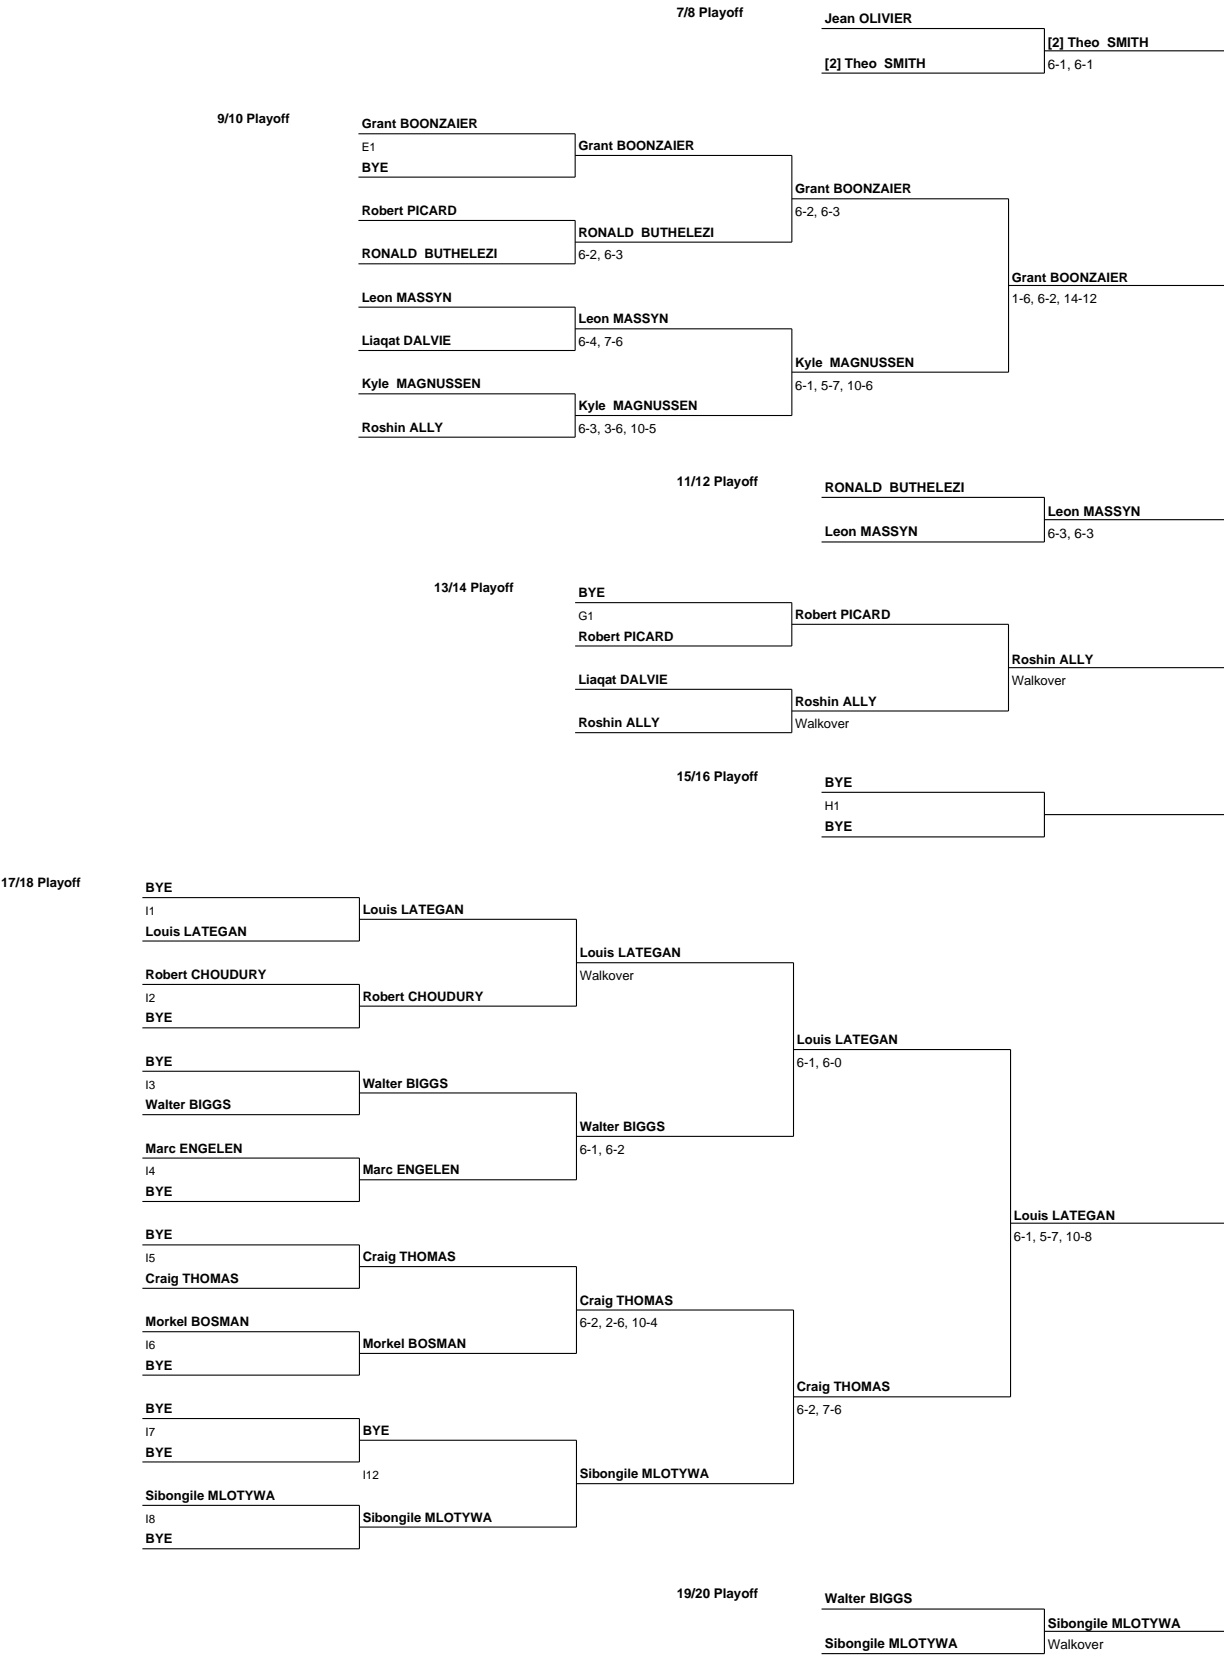 7/8 Playoff
Jean OLIVIER
[2] Theo SMITH
[2] Theo SMITH
6-1, 6-1
9/10 Playoff
Grant BOONZAIER
E1
BYE
Grant BOONZAIER
Robert PICARD
RONALD BUTHELEZI
RONALD BUTHELEZI
6-2, 6-3
Grant BOONZAIER
6-2, 6-3
Leon MASSYN
Liaqat DALVIE
Leon MASSYN
6-4, 7-6
Kyle MAGNUSSEN
Roshin ALLY
Kyle MAGNUSSEN
6-3, 3-6, 10-5
Kyle MAGNUSSEN
6-1, 5-7, 10-6
Grant BOONZAIER
1-6, 6-2, 14-12
11/12 Playoff
RONALD BUTHELEZI
Leon MASSYN
Leon MASSYN
6-3, 6-3
13/14 Playoff
BYE
G1
Robert PICARD
Robert PICARD
Liaqat DALVIE
Roshin ALLY
Roshin ALLY
Walkover
Roshin ALLY
Walkover
15/16 Playoff
BYE
H1
BYE
17/18 Playoff
BYE
I1
Louis LATEGAN
Louis LATEGAN
Robert CHOUDURY
I2
BYE
Robert CHOUDURY
Louis LATEGAN
Walkover
BYE
I3
Walter BIGGS
Walter BIGGS
Marc ENGELEN
I4
BYE
Marc ENGELEN
Walter BIGGS
6-1, 6-2
Louis LATEGAN
6-1, 6-0
BYE
I5
Craig THOMAS
Craig THOMAS
Morkel BOSMAN
I6
BYE
Morkel BOSMAN
Craig THOMAS
6-2, 2-6, 10-4
BYE
I7
BYE
BYE
I12
Sibongile MLOTYWA
I8
BYE
Sibongile MLOTYWA
Sibongile MLOTYWA
Craig THOMAS
6-2, 7-6
Louis LATEGAN
6-1, 5-7, 10-8
19/20 Playoff
Walter BIGGS
Sibongile MLOTYWA
Sibongile MLOTYWA
Walkover